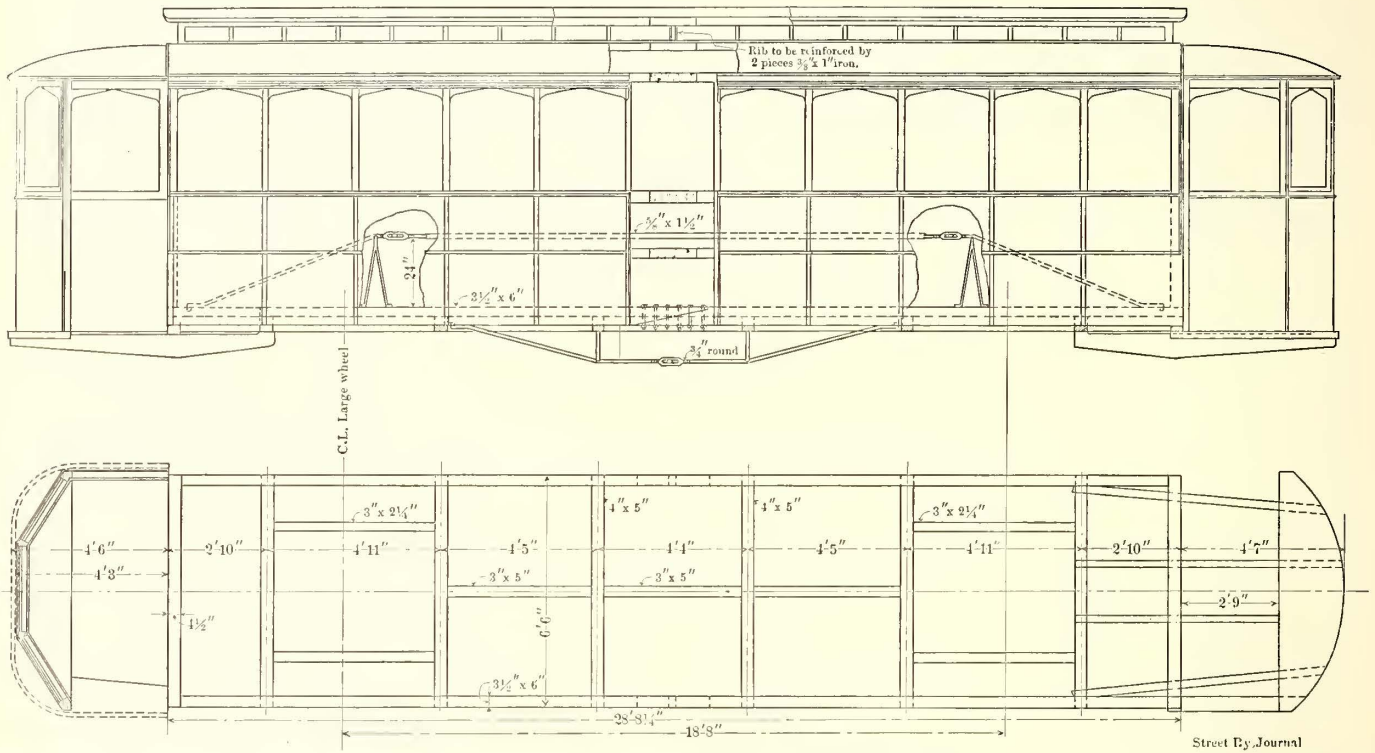 Rib to be reinforced by
2 pieces 3/8" x 1" iron.
5/8" x 1 1/2"
24"
3 1/2" x 6"
3/4" round
C.L. Large wheel
4" x 5"
4" x 5"
3" x 2 1/4"
3" x 2 1/4"
4'6"
2'10"
4'11"
4'5"
4'4"
4'5"
4'11"
2'10"
4'7"
4'3"
3" x 5"
3" x 5"
2'9"
4 1/2"
6'6"
3 1/2" x 6"
28'8 1/4"
18'8"
Street Ry. Journal